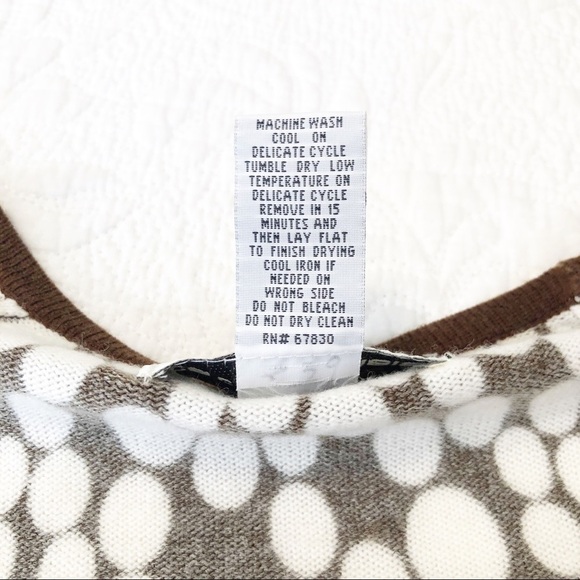 MACHINE WASH
COOL ON
DELICATE CYCLE
TUMBLE DRY LOW
TEMPERATURE ON
DELICATE CYCLE
REMOVE IN 15
MINUTES AND
THEN LAY FLAT
TO FINISH DRYING
COOL IRON IF
NEEDED ON
WRONG SIDE
DO NOT BLEACH
DO NOT DRY CLEAN
RN# 67830